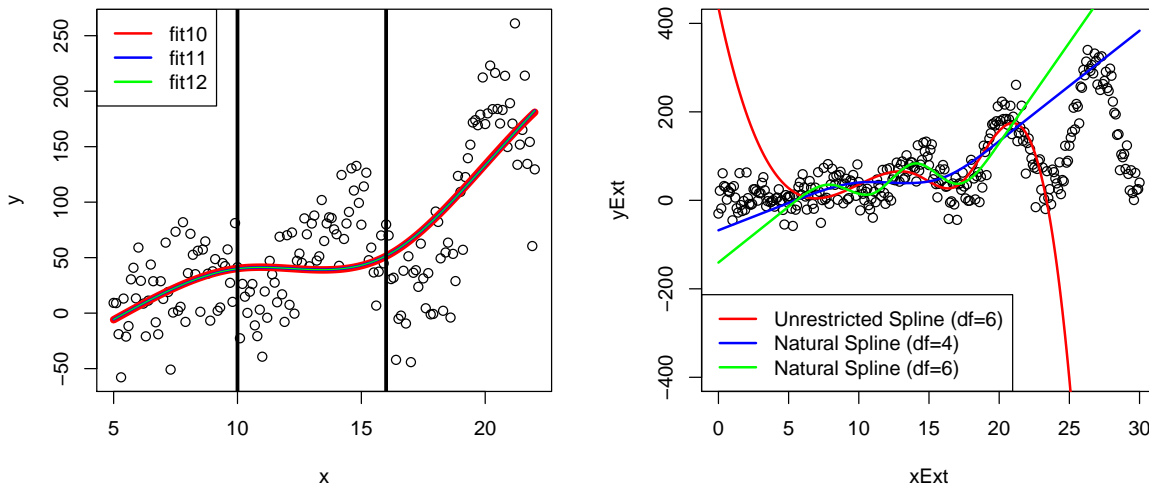 fit10
fit11
fit12
y
−50
0
50
100
150
200
250
5
10
15
20
x
Unrestricted Spline (df=6)
Natural Spline (df=4)
Natural Spline (df=6)
yExt
−400
−200
0
200
400
0
5
10
15
20
25
30
xExt